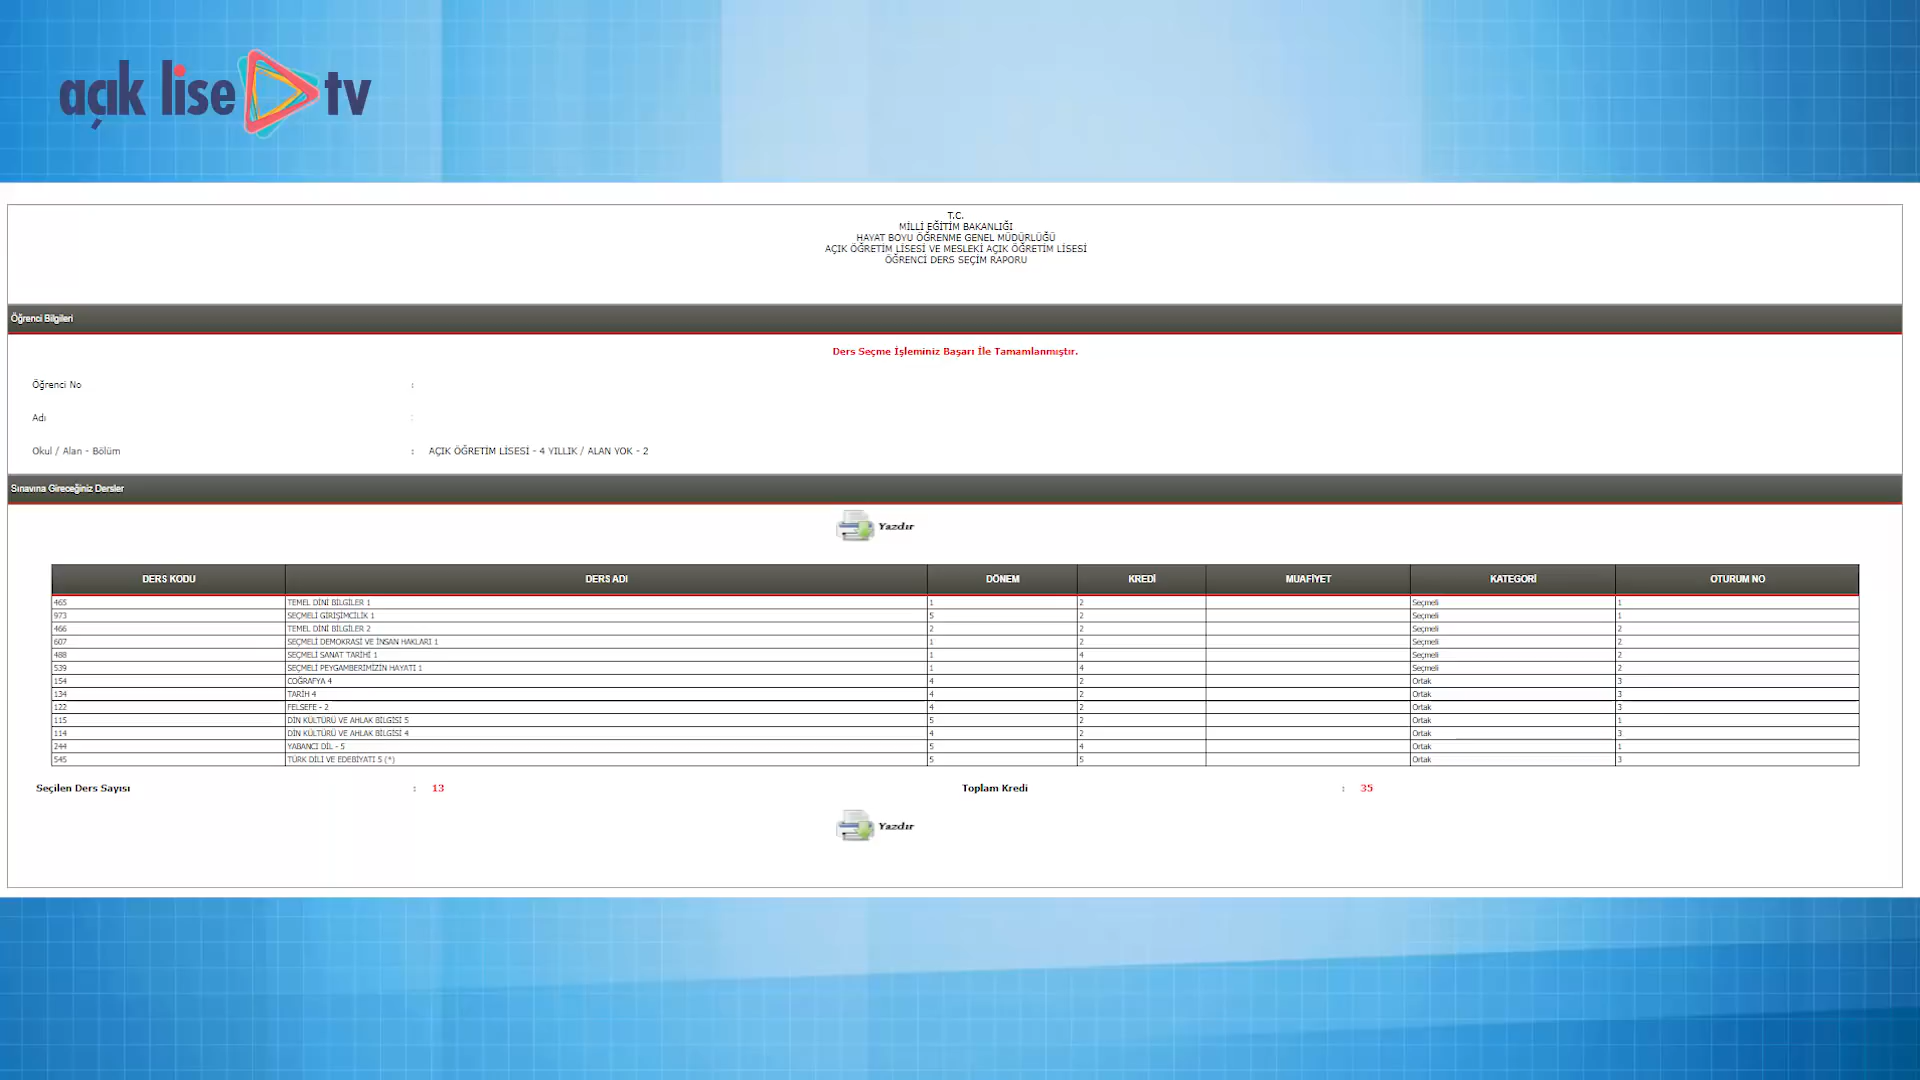 açık lise tv
T.C.
MİLLİ EĞİTİM BAKANLIĞI
HAYAT BOYU ÖĞRENME GENEL MÜDÜRLÜĞÜ
AÇIK ÖĞRETİM LİSESİ VE MESLEKİ AÇIK ÖĞRETİM LİSESİ
ÖĞRENCİ DERS SEÇİM RAPORU
Öğrenci Bilgileri
Ders Seçme İşleminiz Başarı İle Tamamlanmıştır.
Öğrenci No :
Adı :
Okul / Alan - Bölüm : AÇIK ÖĞRETİM LİSESİ - 4 YILLIK / ALAN YOK - 2
Sınavına Gireceğiniz Dersler
Yazdır
DERS KODU DERS ADI DÖNEM KREDİ MUAFİYET KATEGORİ OTURUM NO
465 TEMEL DİNİ BİLGİLER 1 1 2 Seçmeli 1
973 SEÇMELİ GİRİŞİMCİLİK 1 5 2 Seçmeli 1
466 TEMEL DİNİ BİLGİLER 2 2 2 Seçmeli 2
607 SEÇMELİ DEMOKRASİ VE İNSAN HAKLARI 1 1 2 Seçmeli 2
488 SEÇMELİ SANAT TARİHİ 1 1 4 Seçmeli 2
539 SEÇMELİ PEYGAMBERİMİZİN HAYATI 1 1 4 Seçmeli 2
154 COĞRAFYA 4 4 2 Ortak 3
134 TARİH 4 4 2 Ortak 3
122 FELSEFE - 2 4 2 Ortak 3
115 DİN KÜLTÜRÜ VE AHLAK BİLGİSİ 5 5 2 Ortak 1
114 DİN KÜLTÜRÜ VE AHLAK BİLGİSİ 4 4 2 Ortak 3
244 YABANCI DİL - 5 5 4 Ortak 1
545 TÜRK DİLİ VE EDEBİYATI 5 (*) 5 5 Ortak 3
Seçilen Ders Sayısı : 13 Toplam Kredi : 35
Yazdır